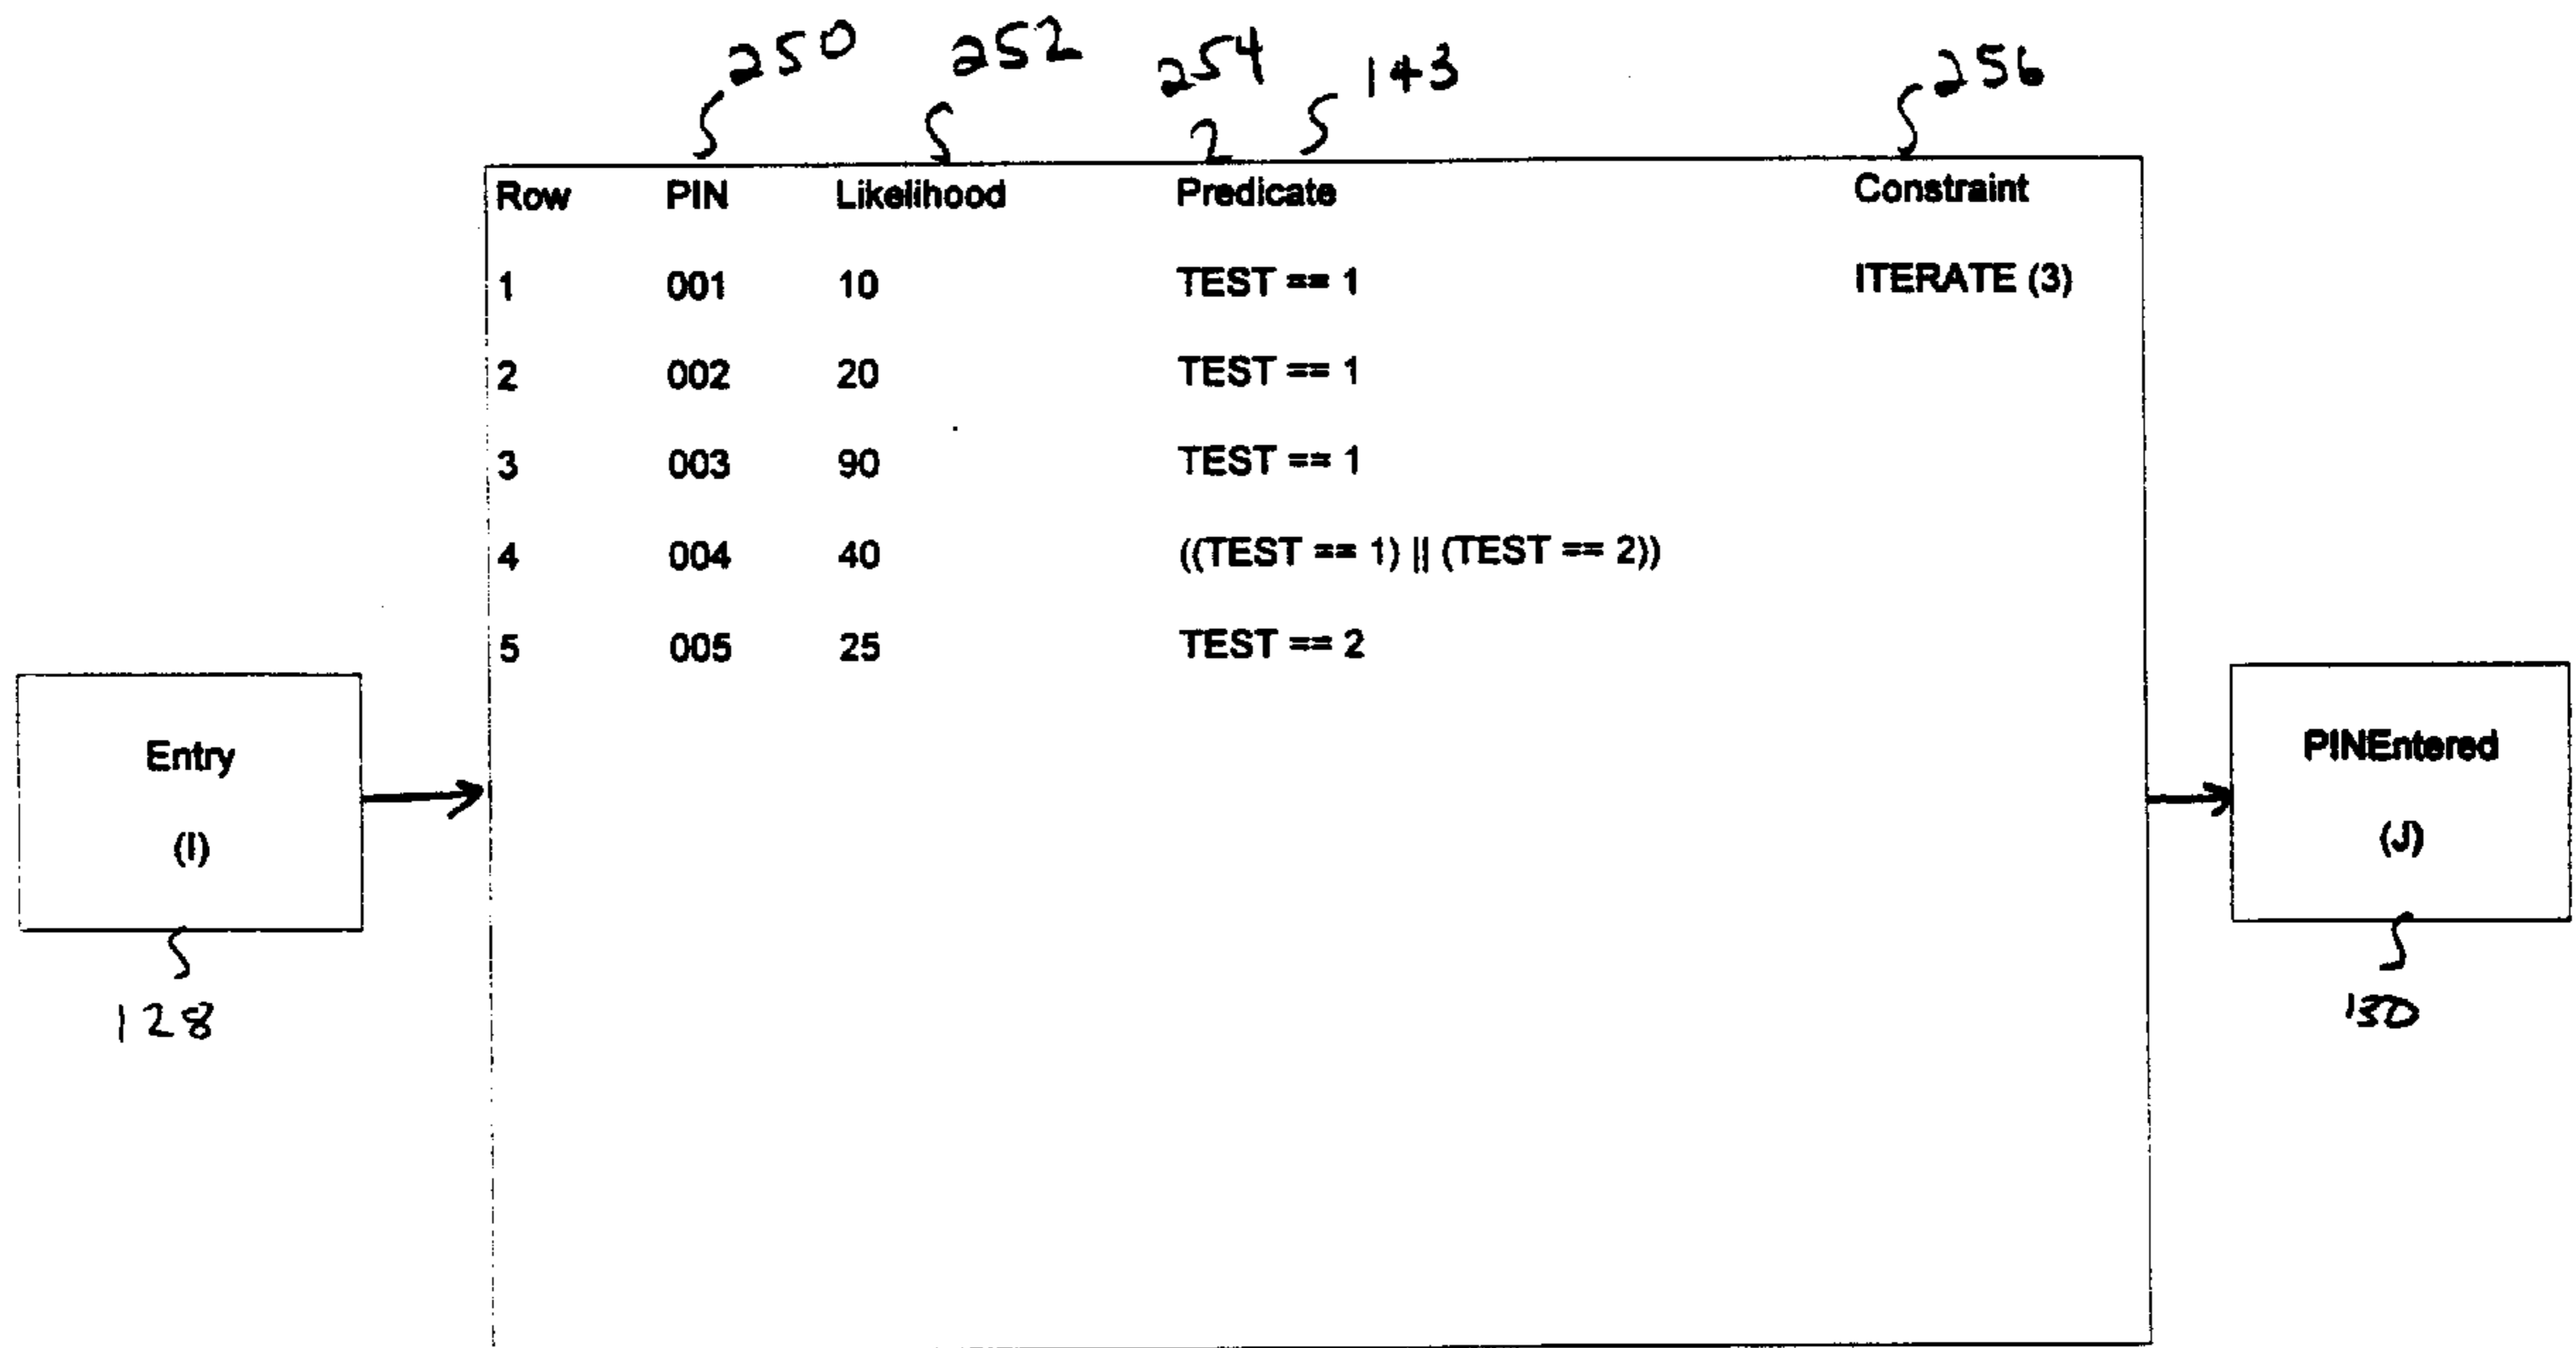 250 252 254 143 256
Row PIN Likelihood Predicate Constraint
1 001 10 TEST == 1 ITERATE (3)
2 002 20 TEST == 1
3 003 90 TEST == 1
4 004 40 ((TEST == 1) || (TEST == 2))
5 005 25 TEST == 2
Entry
(I)
128
PINEntered
(J)
130